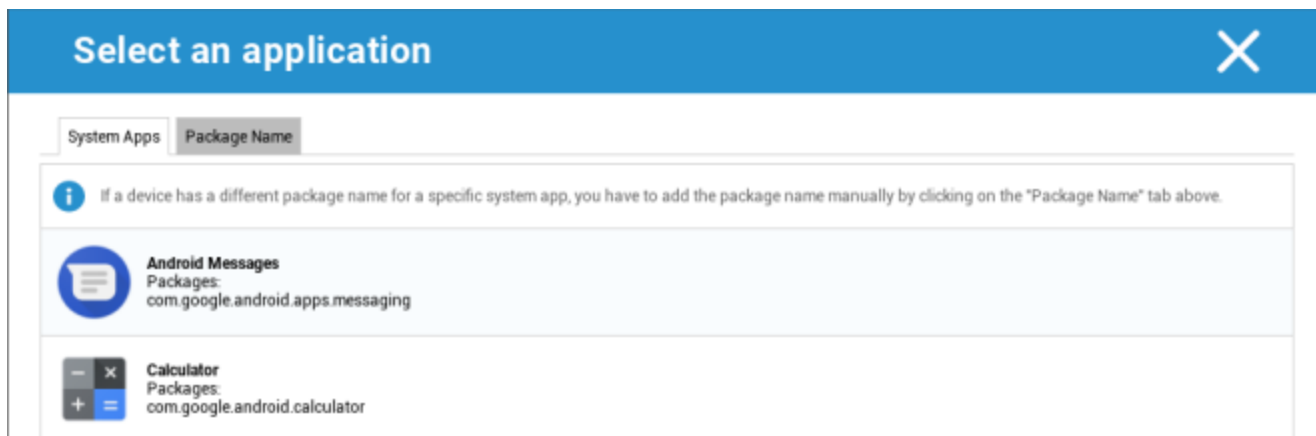 Select an application
System Apps Package Name
If a device has a different package name for a specific system app, you have to add the package name manually by clicking on the "Package Name" tab above.
Android Messages
Packages:
com.google.android.apps.messaging
Calculator
Packages:
com.google.android.calculator